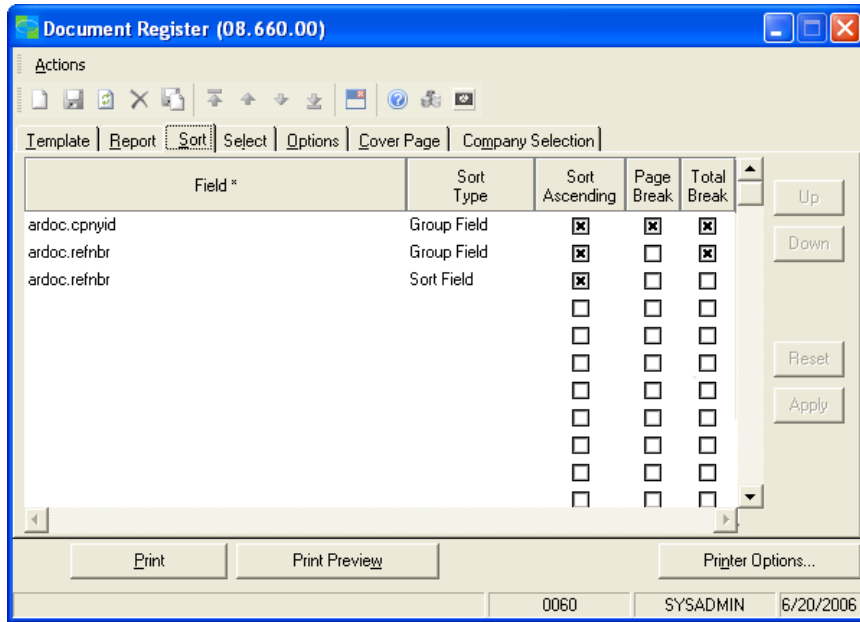 Document Register (08.660.00)
Actions
Template Report Sort Select Options Cover Page Company Selection
Field * Sort Type Sort Ascending Page Break Total Break
ardoc.cpnyid Group Field
ardoc.refnbr Group Field
ardoc.refnbr Sort Field
Up
Down
Reset
Apply
Print Print Preview Printer Options...
0060 SYSADMIN 6/20/2006